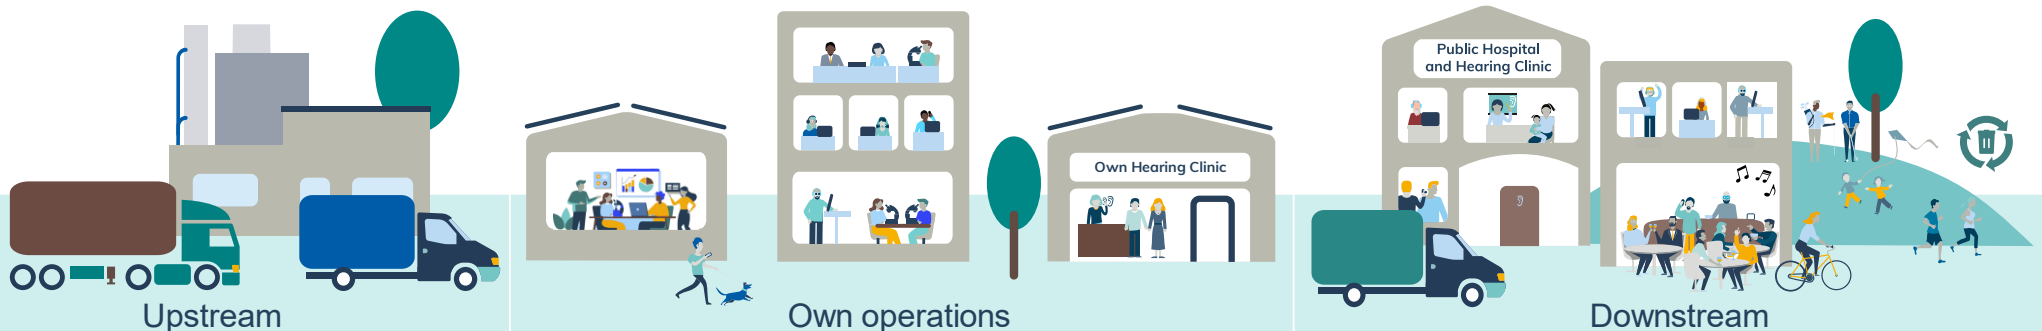 Public Hospital
and Hearing Clinic
Own Hearing Clinic
Upstream
Own operations
Downstream